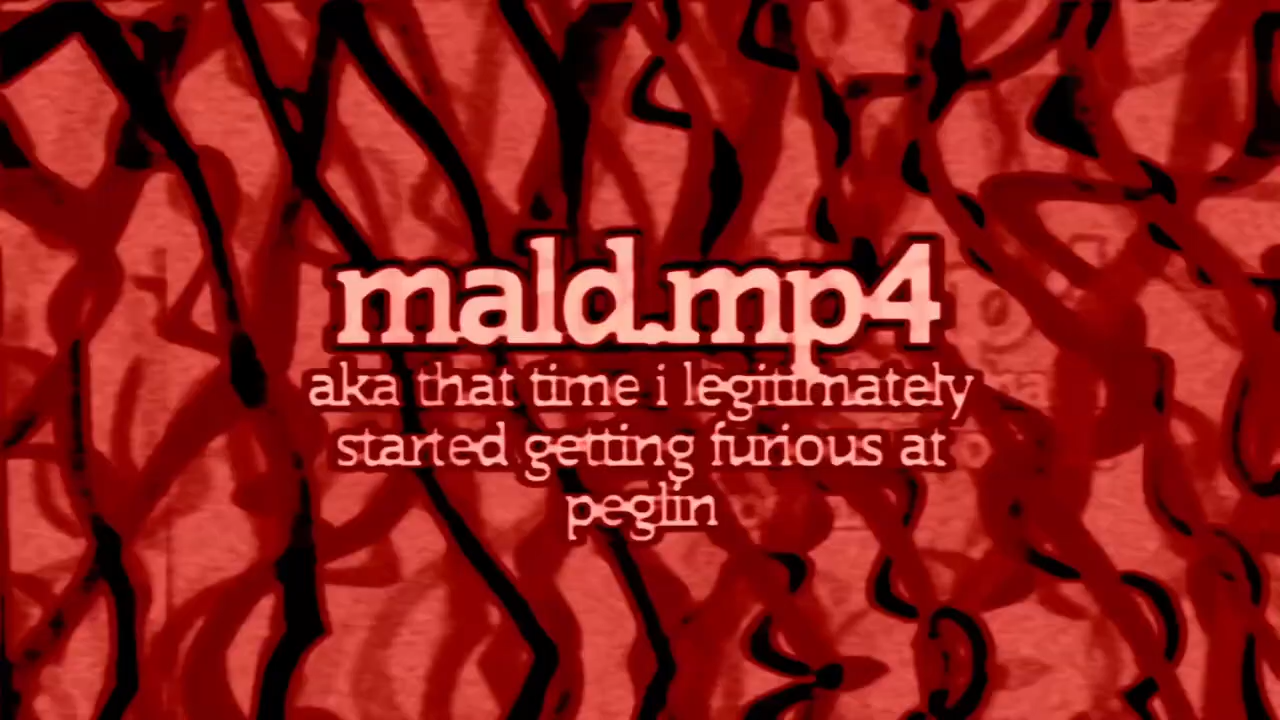 mald.mp4
aka that time i legitimately
started getting furious at
peglin